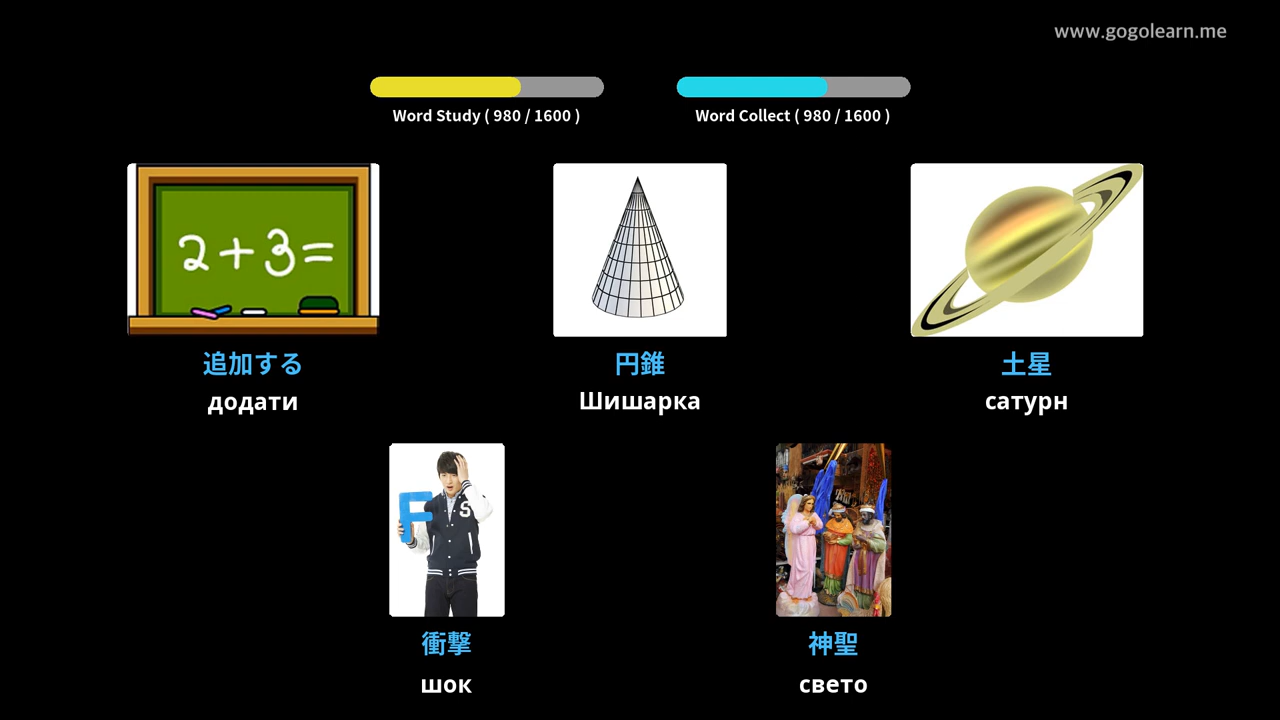 www.gogolearn.me
Word Study ( 980 / 1600 )
Word Collect ( 980 / 1600 )
2+3=
追加する
додати
円錐
Шишарка
土星
сатурн
F
S
衝撃
шок
神聖
свето